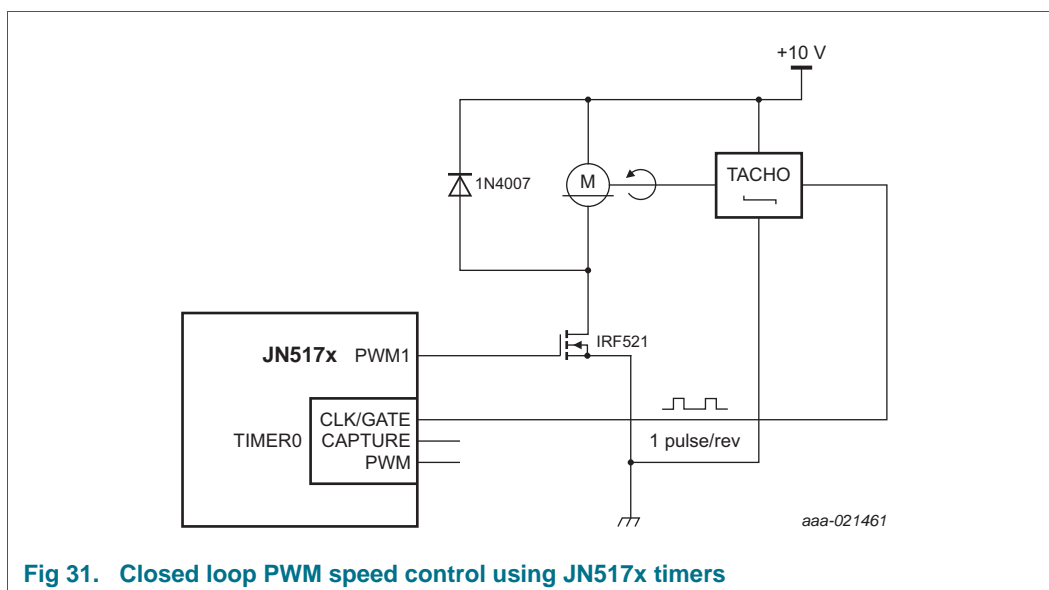 +10 V
1N4007
M
TACHO
IRF521
JN517x PWM1
CLK/GATE
TIMER0 CAPTURE
PWM
1 pulse/rev
aaa-021461
Fig 31. Closed loop PWM speed control using JN517x timers